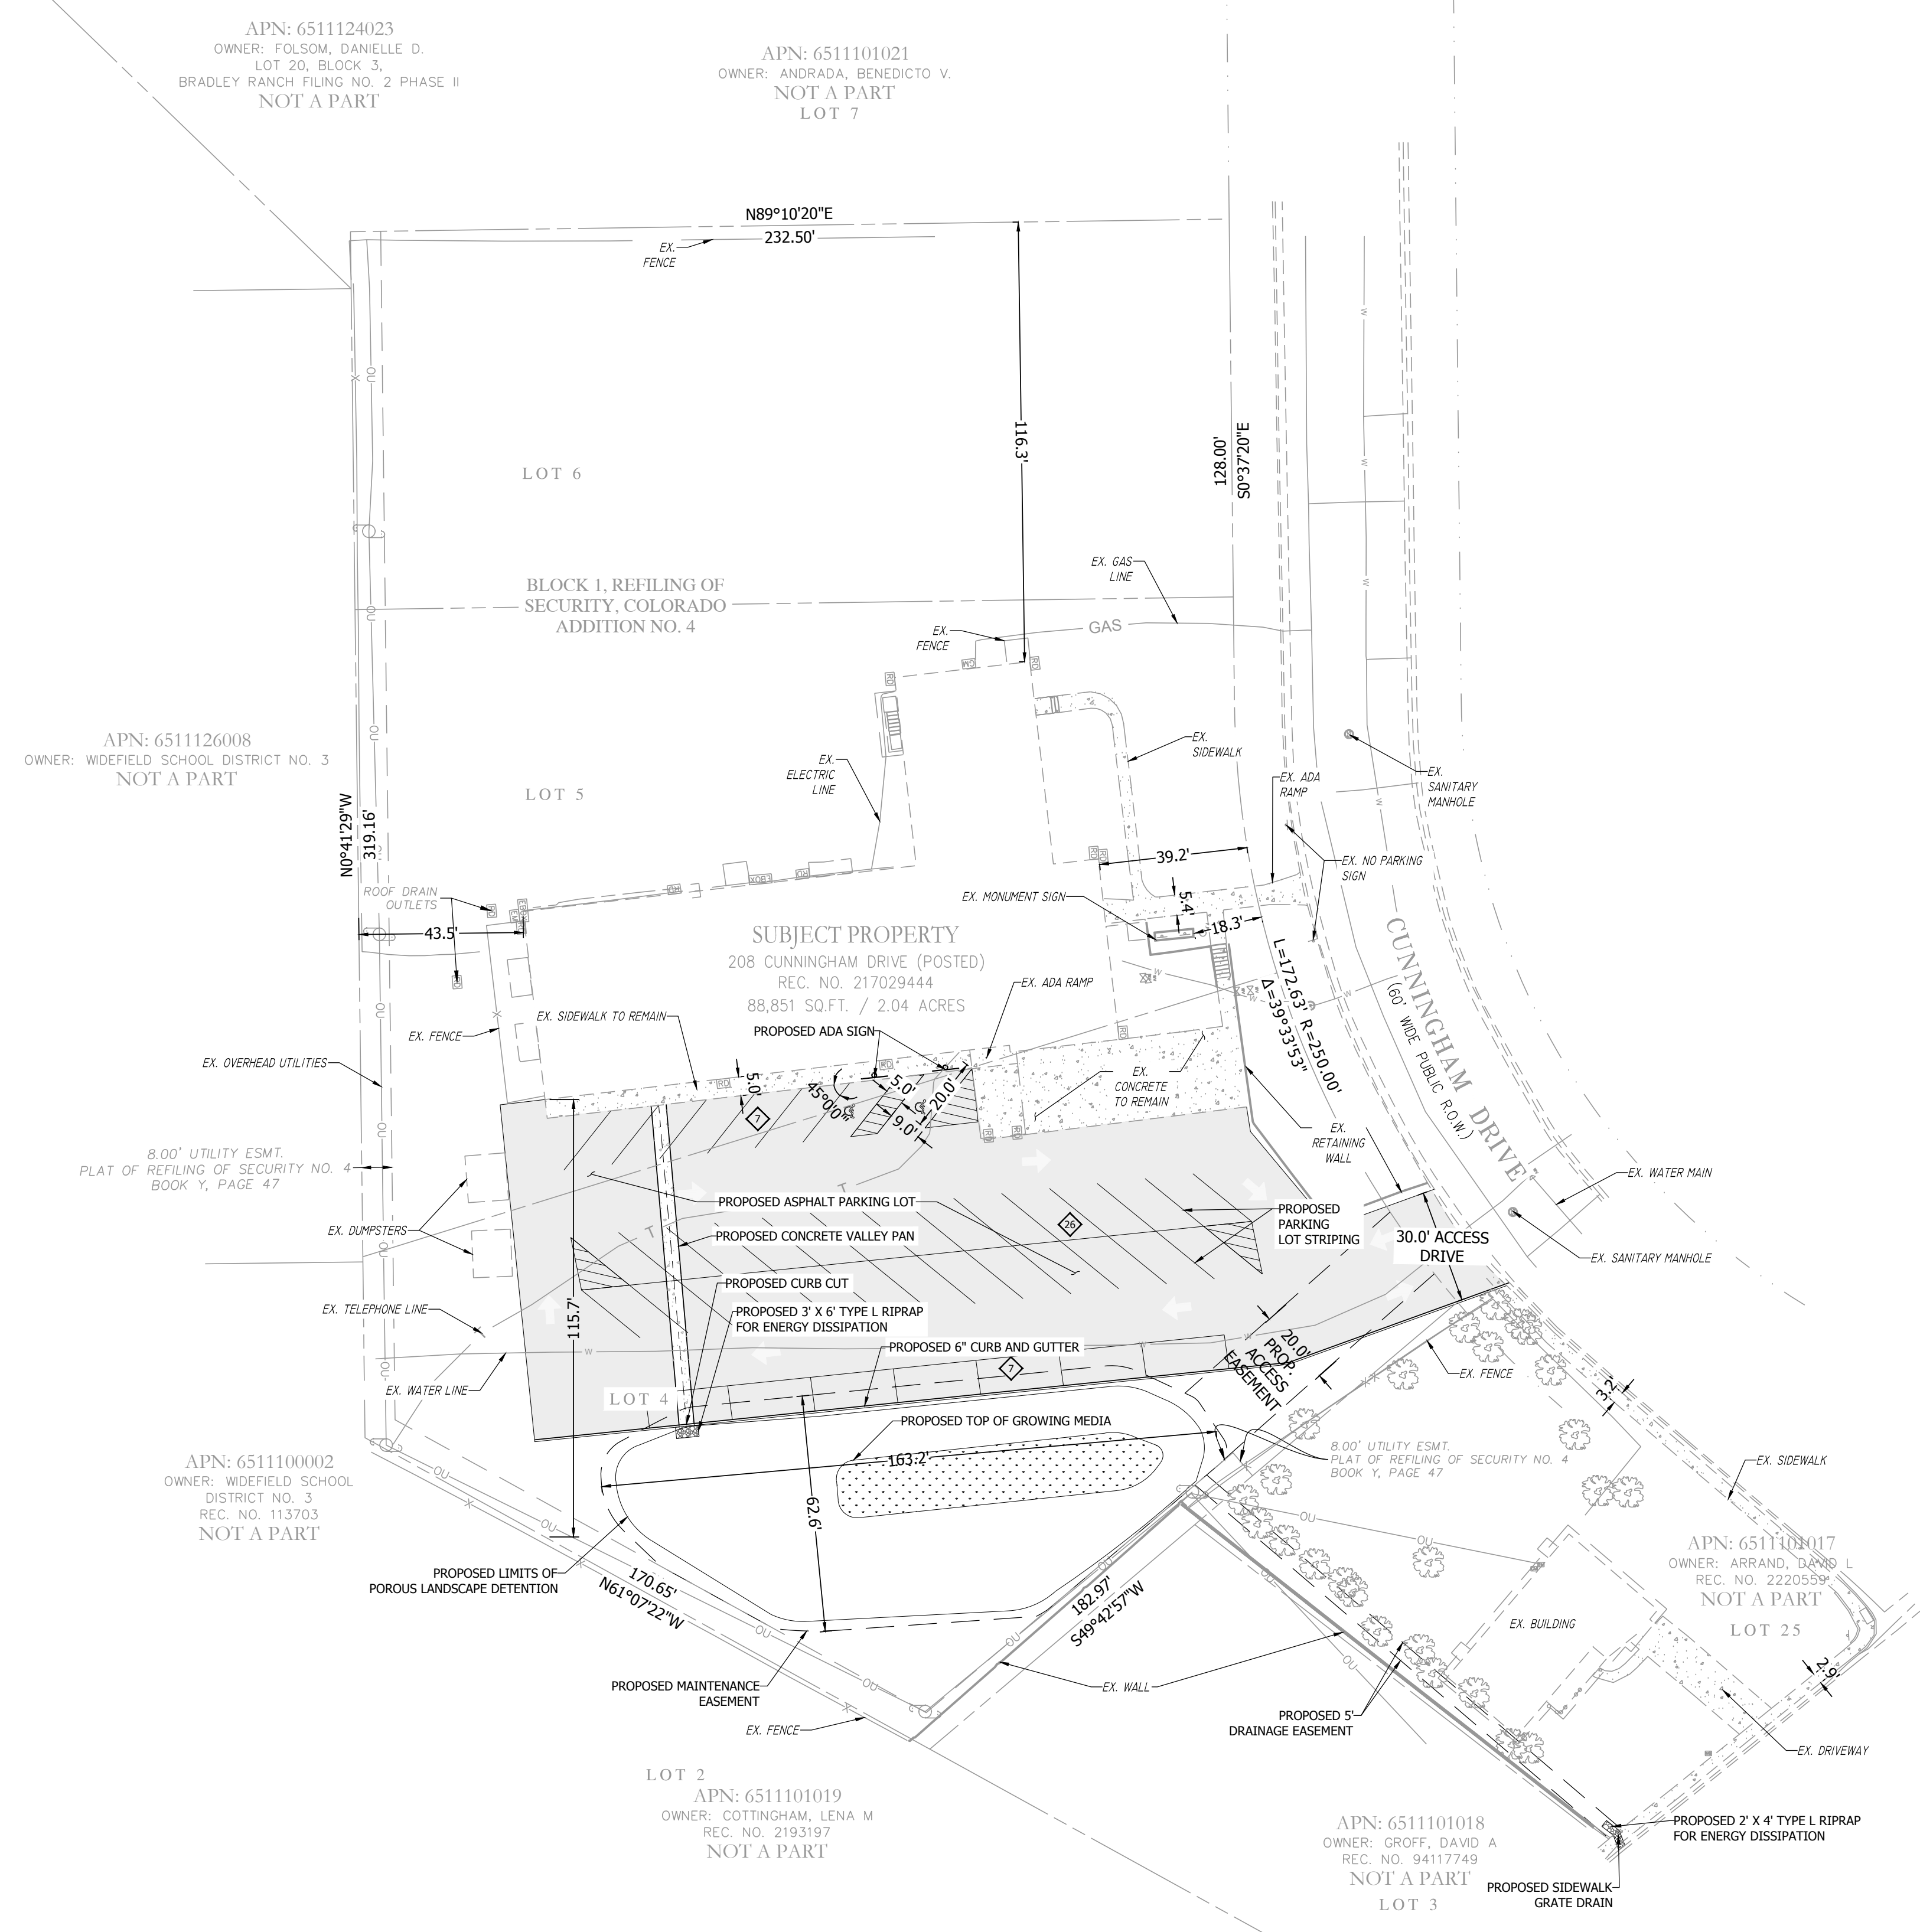 APN: 6511124023
OWNER: FOLSOM, DANIELLE D.
LOT 20, BLOCK 3,
BRADLEY RANCH FILING NO. 2 PHASE II
NOT A PART
APN: 6511101021
OWNER: ANDRADA, BENEDICTO V.
NOT A PART
LOT 7
N89°10'20"E
232.50'
EX.
FENCE
116.3'
128.00'
S0°37'20"E
LOT 6
EX. GAS
LINE
GAS
BLOCK 1, REFILING OF
SECURITY, COLORADO
ADDITION NO. 4
EX.
FENCE
APN: 6511126008
OWNER: WIDEFIELD SCHOOL DISTRICT NO. 3
NOT A PART
LOT 5
EX.
ELECTRIC
LINE
EX.
SIDEWALK
EX. ADA
RAMP
EX.
SANITARY
MANHOLE
N0°41'29"W
319.16'
39.2'
EX. NO PARKING
SIGN
ROOF DRAIN
OUTLETS
EX. MONUMENT SIGN
5.4'
18.3'
43.5'
SUBJECT PROPERTY
208 CUNNINGHAM DRIVE (POSTED)
REC. NO. 217029444
88,851 SQ.FT. / 2.04 ACRES
L=172.63' R=250.00'
Δ=39°33'53"
CUNNINGHAM DRIVE
(60' WIDE PUBLIC R.O.W.)
EX. ADA RAMP
EX. SIDEWALK TO REMAIN
PROPOSED ADA SIGN
EX. FENCE
EX. OVERHEAD UTILITIES
5.0'
45°0'0"
5.0'
20.0'
9.0'
7
EX.
CONCRETE
TO REMAIN
EX.
RETAINING
WALL
8.00' UTILITY ESMT.
PLAT OF REFILING OF SECURITY NO. 4
BOOK Y, PAGE 47
EX. WATER MAIN
PROPOSED ASPHALT PARKING LOT
26
PROPOSED
PARKING
LOT STRIPING
EX. DUMPSTERS
PROPOSED CONCRETE VALLEY PAN
30.0' ACCESS
DRIVE
EX. SANITARY MANHOLE
PROPOSED CURB CUT
EX. TELEPHONE LINE
115.7'
PROPOSED 3' X 6' TYPE L RIPRAP
FOR ENERGY DISSIPATION
PROPOSED 6" CURB AND GUTTER
7
20.0'
PROP.
ACCESS
EASEMENT
EX. FENCE
EX. WATER LINE
LOT 4
3.2'
PROPOSED TOP OF GROWING MEDIA
163.2'
62.6'
8.00' UTILITY ESMT.
PLAT OF REFILING OF SECURITY NO. 4
BOOK Y, PAGE 47
EX. SIDEWALK
APN: 6511100002
OWNER: WIDEFIELD SCHOOL
DISTRICT NO. 3
REC. NO. 113703
NOT A PART
PROPOSED LIMITS OF
POROUS LANDSCAPE DETENTION
170.65'
N61°07'22"W
182.97'
S49°42'57"W
APN: 6511101017
OWNER: ARRAND, DAVID L
REC. NO. 2220559
NOT A PART
LOT 25
EX. BUILDING
2.9'
PROPOSED MAINTENANCE
EASEMENT
EX. WALL
EX. FENCE
PROPOSED 5'
DRAINAGE EASEMENT
EX. DRIVEWAY
LOT 2
APN: 6511101019
OWNER: COTTINGHAM, LENA M
REC. NO. 2193197
NOT A PART
APN: 6511101018
OWNER: GROFF, DAVID A
REC. NO. 94117749
NOT A PART
LOT 3
PROPOSED 2' X 4' TYPE L RIPRAP
FOR ENERGY DISSIPATION
PROPOSED SIDEWALK
GRATE DRAIN